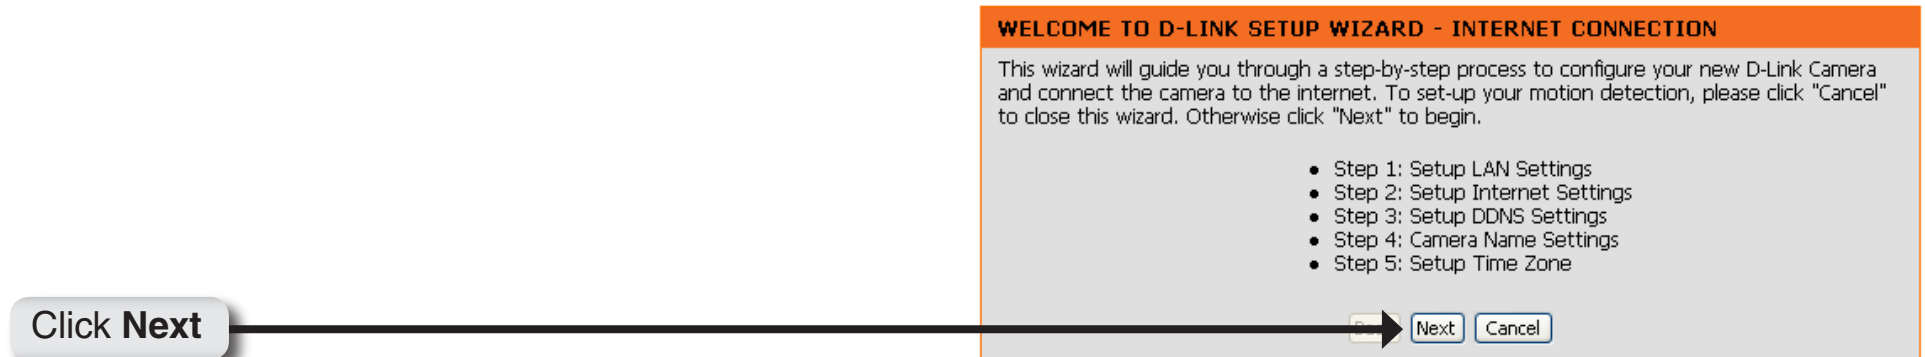 WELCOME TO D-LINK SETUP WIZARD - INTERNET CONNECTION
This wizard will guide you through a step-by-step process to configure your new D-Link Camera
and connect the camera to the internet. To set-up your motion detection, please click "Cancel"
to close this wizard. Otherwise click "Next" to begin.
• Step 1: Setup LAN Settings
• Step 2: Setup Internet Settings
• Step 3: Setup DDNS Settings
• Step 4: Camera Name Settings
• Step 5: Setup Time Zone
Click Next
Next Cancel